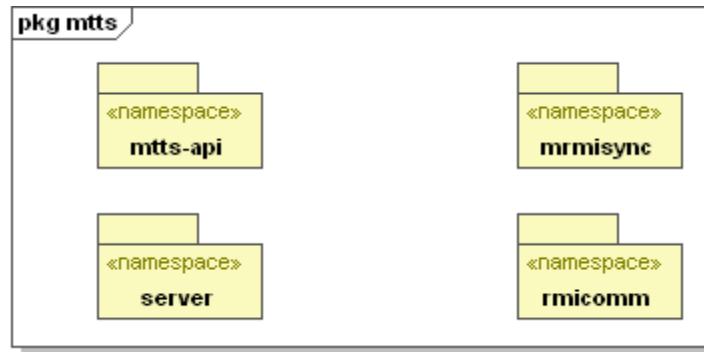 pkg mtts
«namespace»
mtts-api
«namespace»
mrmisync
«namespace»
server
«namespace»
rmicomm